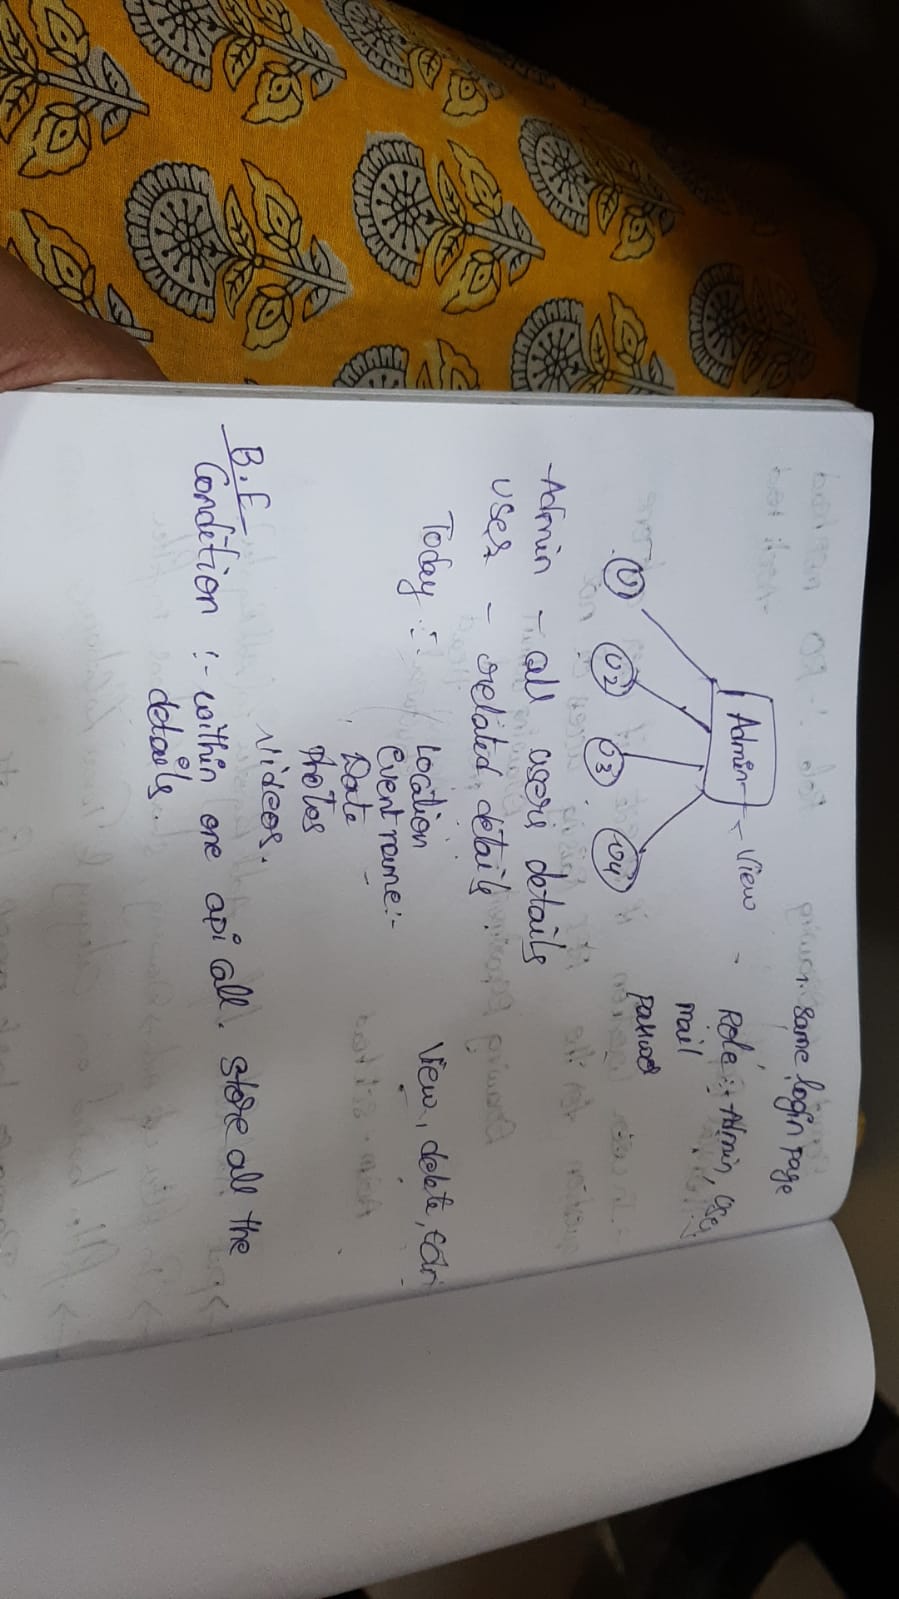 1. Same login page
Admin - View
Role :- Admin, User
mail
U1 U2 U3 U4
Admin - all users details
User - related details.
Today :- Location View, delete, edit
Event name:-
Date
Photos
Videos.
B.E
Condition :- within one api call. store all the
details.